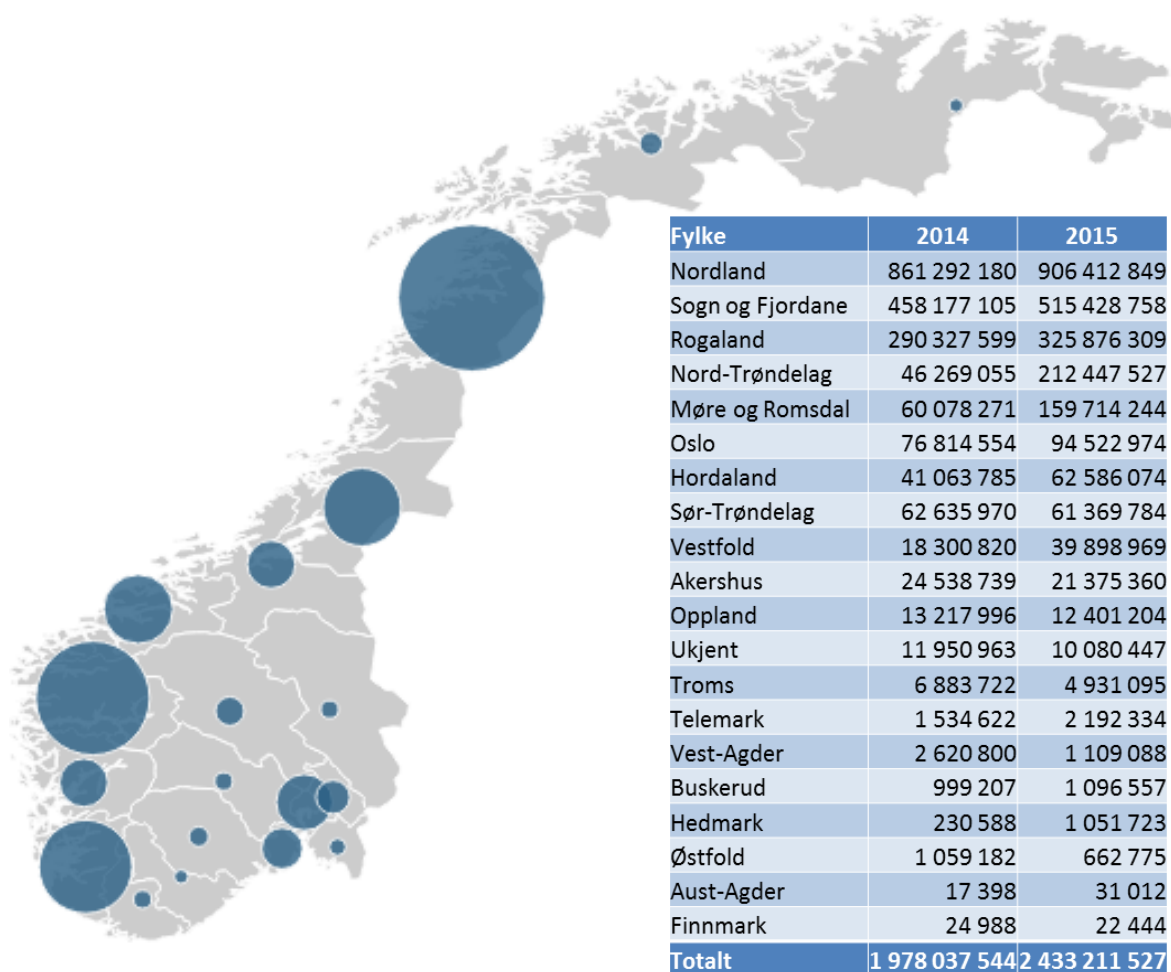 Fylke 2014 2015
Nordland 861 292 180 906 412 849
Sogn og Fjordane 458 177 105 515 428 758
Rogaland 290 327 599 325 876 309
Nord-Trøndelag 46 269 055 212 447 527
Møre og Romsdal 60 078 271 159 714 244
Oslo 76 814 554 94 522 974
Hordaland 41 063 785 62 586 074
Sør-Trøndelag 62 635 970 61 369 784
Vestfold 18 300 820 39 898 969
Akershus 24 538 739 21 375 360
Oppland 13 217 996 12 401 204
Ukjent 11 950 963 10 080 447
Troms 6 883 722 4 931 095
Telemark 1 534 622 2 192 334
Vest-Agder 2 620 800 1 109 088
Buskerud 999 207 1 096 557
Hedmark 230 588 1 051 723
Østfold 1 059 182 662 775
Aust-Agder 17 398 31 012
Finnmark 24 988 22 444
Totalt 1 978 037 544 2 433 211 527